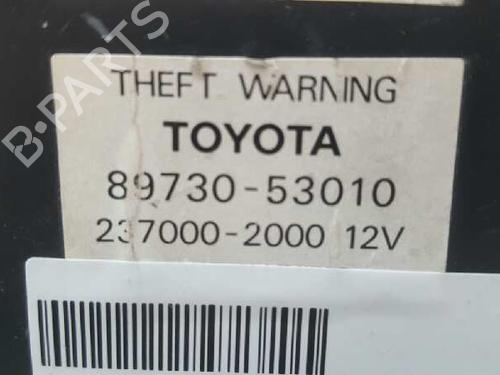 B-PARTS
THEFT WARNING
TOYOTA
89730-53010
237000-2000 12V